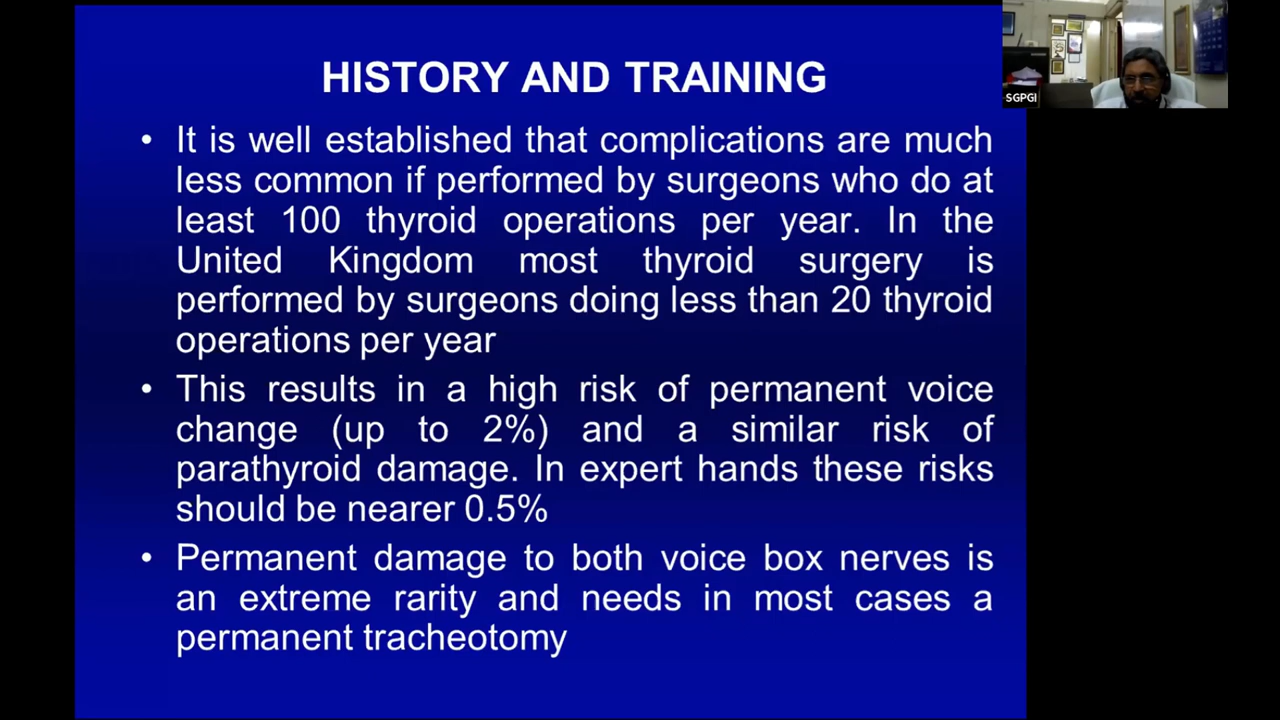 HISTORY AND TRAINING
• It is well established that complications are much
less common if performed by surgeons who do at
least 100 thyroid operations per year. In the
United Kingdom most thyroid surgery is
performed by surgeons doing less than 20 thyroid
operations per year
• This results in a high risk of permanent voice
change (up to 2%) and a similar risk of
parathyroid damage. In expert hands these risks
should be nearer 0.5%
• Permanent damage to both voice box nerves is
an extreme rarity and needs in most cases a
permanent tracheotomy
SGPGI